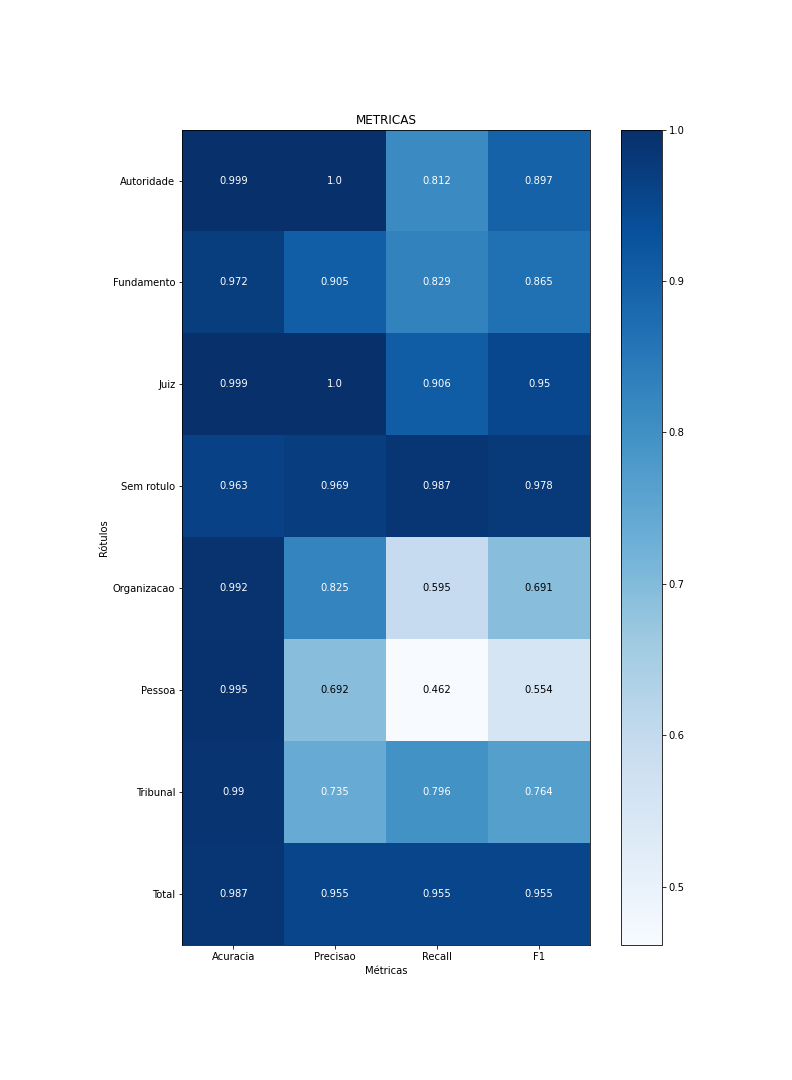 METRICAS
Autoridade 0.999 1.0 0.812 0.897
Fundamento 0.972 0.905 0.829 0.865
Juiz 0.999 1.0 0.906 0.95
Sem rotulo 0.963 0.969 0.987 0.978
Organizacao 0.992 0.825 0.595 0.691
Pessoa 0.995 0.692 0.462 0.554
Tribunal 0.99 0.735 0.796 0.764
Total 0.987 0.955 0.955 0.955
Acuracia Precisao Recall F1
Métricas
Rótulos
1.0
0.9
0.8
0.7
0.6
0.5